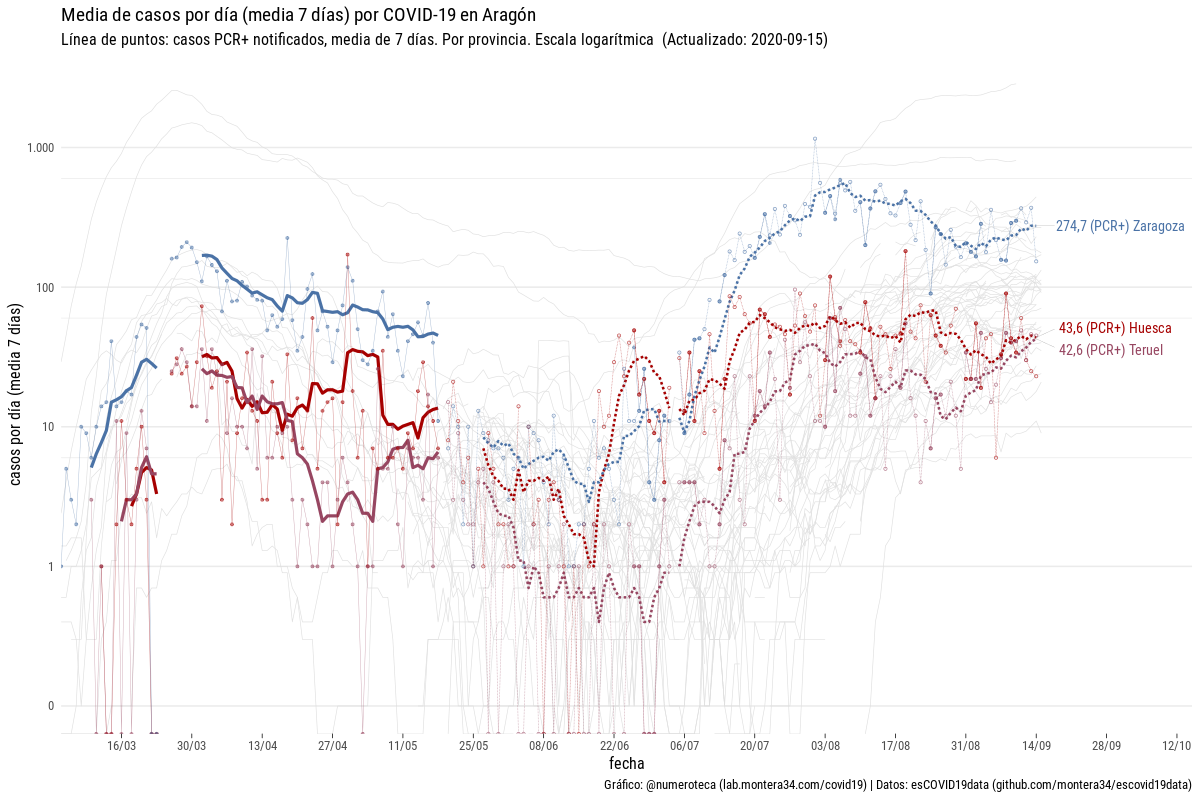 Media de casos por día (media 7 días) por COVID-19 en Aragón
Línea de puntos: casos PCR+ notificados, media de 7 días. Por provincia. Escala logarítmica  (Actualizado: 2020-09-15)
casos por día (media 7 días)
1.000
100
10
1
0
274,7 (PCR+) Zaragoza
43,6 (PCR+) Huesca
42,6 (PCR+) Teruel
16/03 30/03 13/04 27/04 11/05 25/05 08/06 22/06 06/07 20/07 03/08 17/08 31/08 14/09 28/09 12/10
fecha
Gráfico: @numeroteca (lab.montera34.com/covid19) | Datos: esCOVID19data (github.com/montera34/escovid19data)